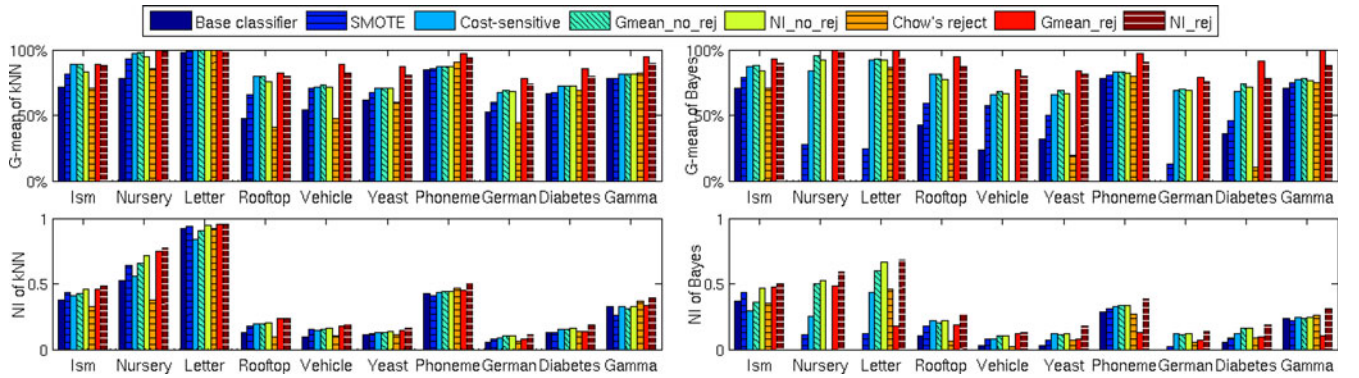 Base classifier SMOTE Cost-sensitive Gmean_no_rej NI_no_rej Chow's reject Gmean_rej NI_rej
G-mean of kNN
100%
50%
0%
Ism Nursery Letter Rooftop Vehicle Yeast Phoneme German Diabetes Gamma
G-mean of Bayes
100%
50%
0%
Ism Nursery Letter Rooftop Vehicle Yeast Phoneme German Diabetes Gamma
NI of kNN
1
0.5
0
Ism Nursery Letter Rooftop Vehicle Yeast Phoneme German Diabetes Gamma
NI of Bayes
1
0.5
0
Ism Nursery Letter Rooftop Vehicle Yeast Phoneme German Diabetes Gamma